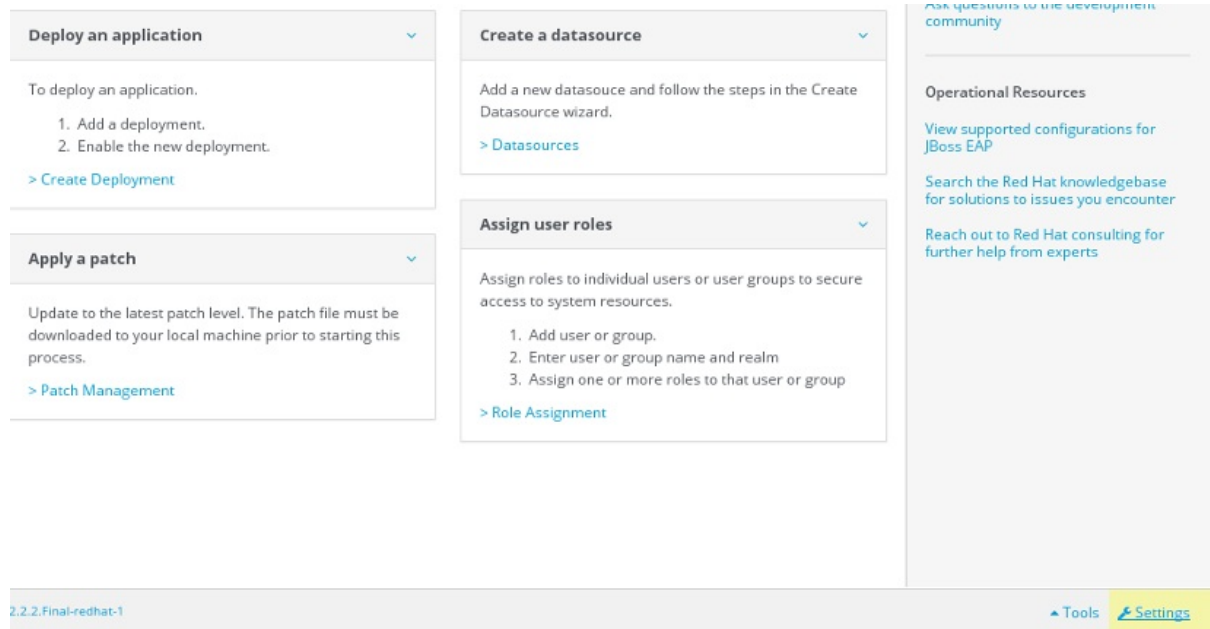 Deploy an application
To deploy an application.
1. Add a deployment.
2. Enable the new deployment.
> Create Deployment
Apply a patch
Update to the latest patch level. The patch file must be
downloaded to your local machine prior to starting this
process.
> Patch Management
Create a datasource
Add a new datasouce and follow the steps in the Create
Datasource wizard.
> Datasources
Assign user roles
Assign roles to individual users or user groups to secure
access to system resources.
1. Add user or group.
2. Enter user or group name and realm
3. Assign one or more roles to that user or group
> Role Assignment
Ask questions to the development
community
Operational Resources
View supported configurations for
JBoss EAP
Search the Red Hat knowledgebase
for solutions to issues you encounter
Reach out to Red Hat consulting for
further help from experts
2.2.2.Final-redhat-1
Tools
Settings